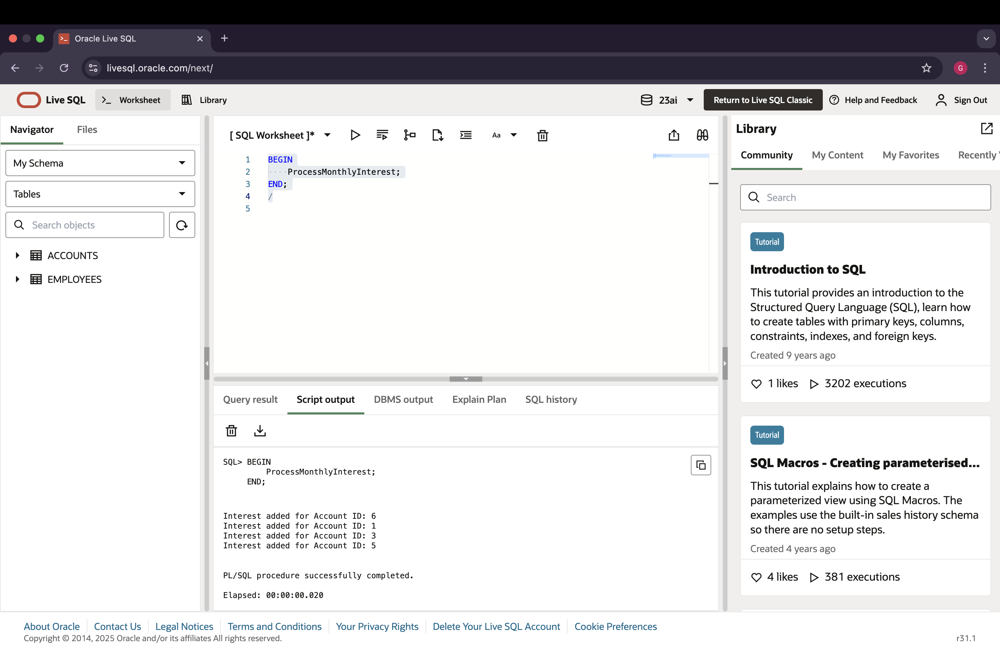 Oracle Live SQL
livesql.oracle.com/next/
G
Live SQL
Worksheet
Library
23ai
Return to Live SQL Classic
Help and Feedback
Sign Out
Navigator
Files
My Schema
Tables
Search objects
ACCOUNTS
EMPLOYEES
[ SQL Worksheet ]*
Aa
1 BEGIN
2 ····ProcessMonthlyInterest;
3 END;
4 /
5
Query result
Script output
DBMS output
Explain Plan
SQL history
SQL> BEGIN
ProcessMonthlyInterest;
END;
Interest added for Account ID: 6
Interest added for Account ID: 1
Interest added for Account ID: 3
Interest added for Account ID: 5
PL/SQL procedure successfully completed.
Elapsed: 00:00:00.020
Library
Community
My Content
My Favorites
Recently
Search
Tutorial
Introduction to SQL
This tutorial provides an introduction to the
Structured Query Language (SQL), learn how
to create tables with primary keys, columns,
constraints, indexes, and foreign keys.
Created 9 years ago
1 likes
3202 executions
Tutorial
SQL Macros - Creating parameterised...
This tutorial explains how to create a
parameterized view using SQL Macros. The
examples use the built-in sales history schema
so there are no setup steps.
Created 4 years ago
4 likes
381 executions
About Oracle
Contact Us
Legal Notices
Terms and Conditions
Your Privacy Rights
Delete Your Live SQL Account
Cookie Preferences
Copyright © 2014, 2025 Oracle and/or its affiliates All rights reserved.
r31.1